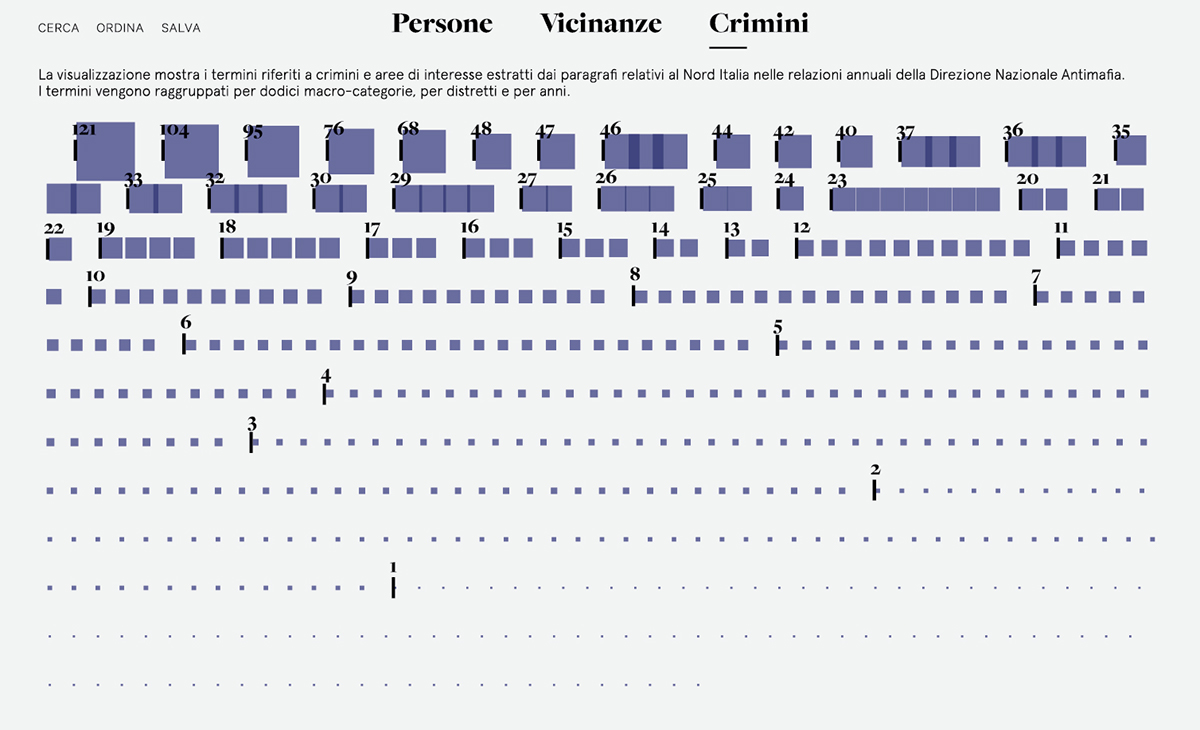 CERCA ORDINA SALVA Persone Vicinanze Crimini
La visualizzazione mostra i termini riferiti a crimini e aree di interesse estratti dai paragrafi relativi al Nord Italia nelle relazioni annuali della Direzione Nazionale Antimafia.
I termini vengono raggruppati per dodici macro-categorie, per distretti e per anni.
121 104 95 76 68 48 47 46 44 42 40 37 36 35
33 32 30 29 27 26 25 24 23 20 21
22 19 18 17 16 15 14 13 12 11
10 9 8 7
6 5
4
3
2
1